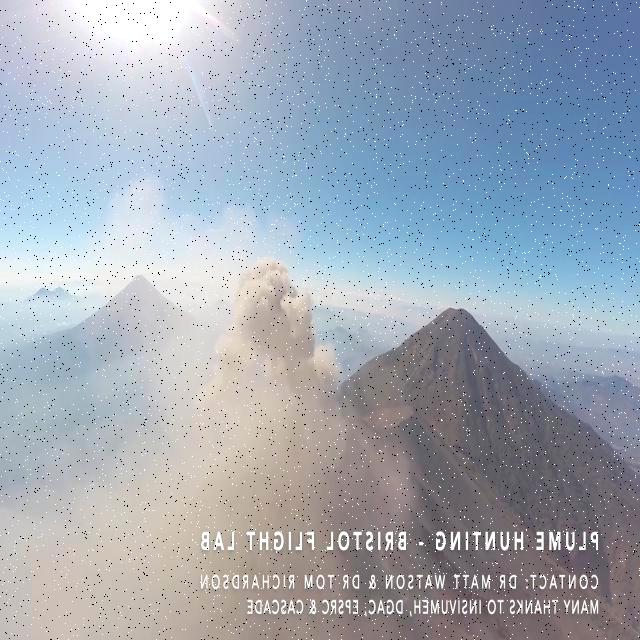 PLUME HUNTING - BRISTOL FLIGHT LAB
CONTACT: DR MATT WATSON & DR TOM RICHARDSON
MANY THANKS TO INSIVUMEH, DGAC, EPSRC & CASCADE